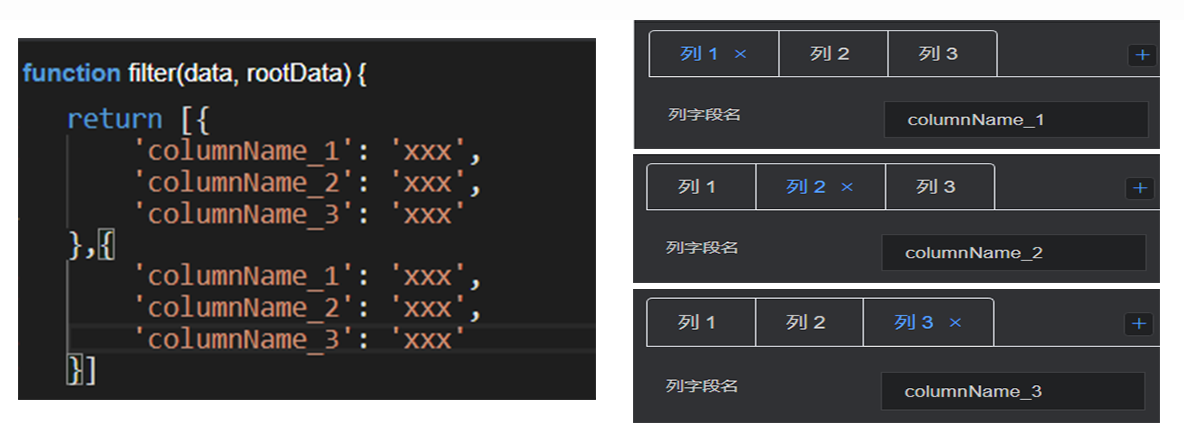 function filter(data, rootData) {
return [{
'columnName_1': 'xxx',
'columnName_2': 'xxx',
'columnName_3': 'xxx'
},{
'columnName_1': 'xxx',
'columnName_2': 'xxx',
'columnName_3': 'xxx'
}]
列 1 × 列 2 列 3 +
列字段名 columnName_1
列 1 列 2 × 列 3 +
列字段名 columnName_2
列 1 列 2 列 3 × +
列字段名 columnName_3